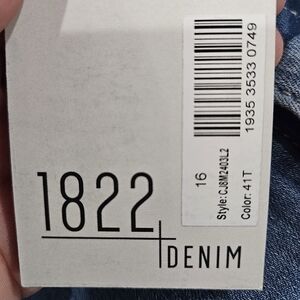 1822
DENIM
16
Style: CJ8M2403L2
Color: 41T
1935 3533 0749